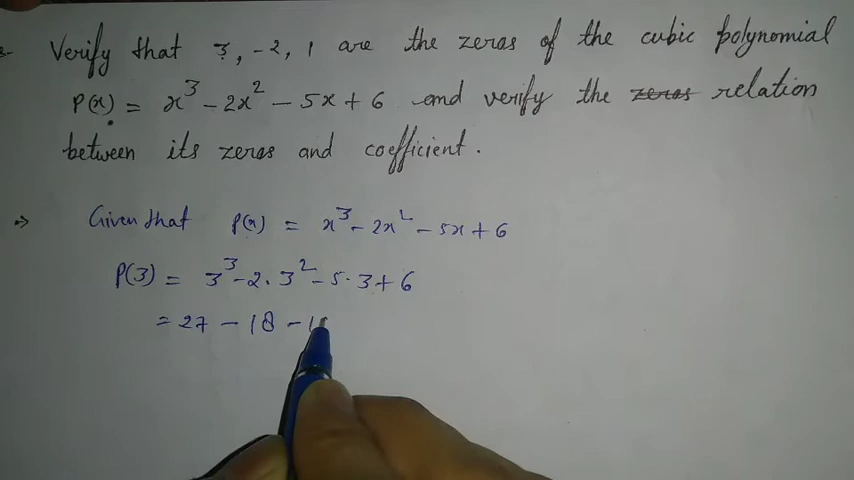 Verify that 3, -2, 1 are the zeros of the cubic polynomial
P(x) = x³ - 2x² - 5x + 6 and verify the zeros relation
between its zeros and coefficient.
⇒ Given that P(x) = x³ - 2x² - 5x + 6
P(3) = 3³ - 2·3² - 5·3 + 6
= 27 - 18 - 1